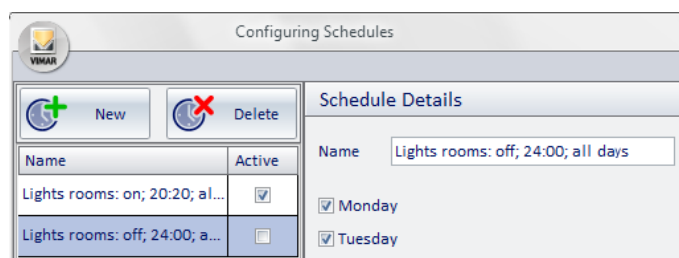 Configuring Schedules
VIMAR
New
Delete
Name
Active
Lights rooms: on; 20:20; al...
Lights rooms: off; 24:00; a...
Schedule Details
Name
Lights rooms: off; 24:00; all days
Monday
Tuesday